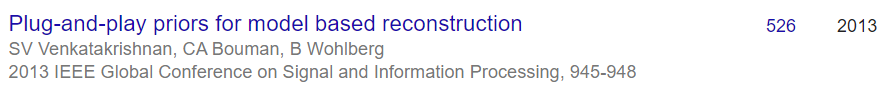 Plug-and-play priors for model based reconstruction 526 2013
SV Venkatakrishnan, CA Bouman, B Wohlberg
2013 IEEE Global Conference on Signal and Information Processing, 945-948